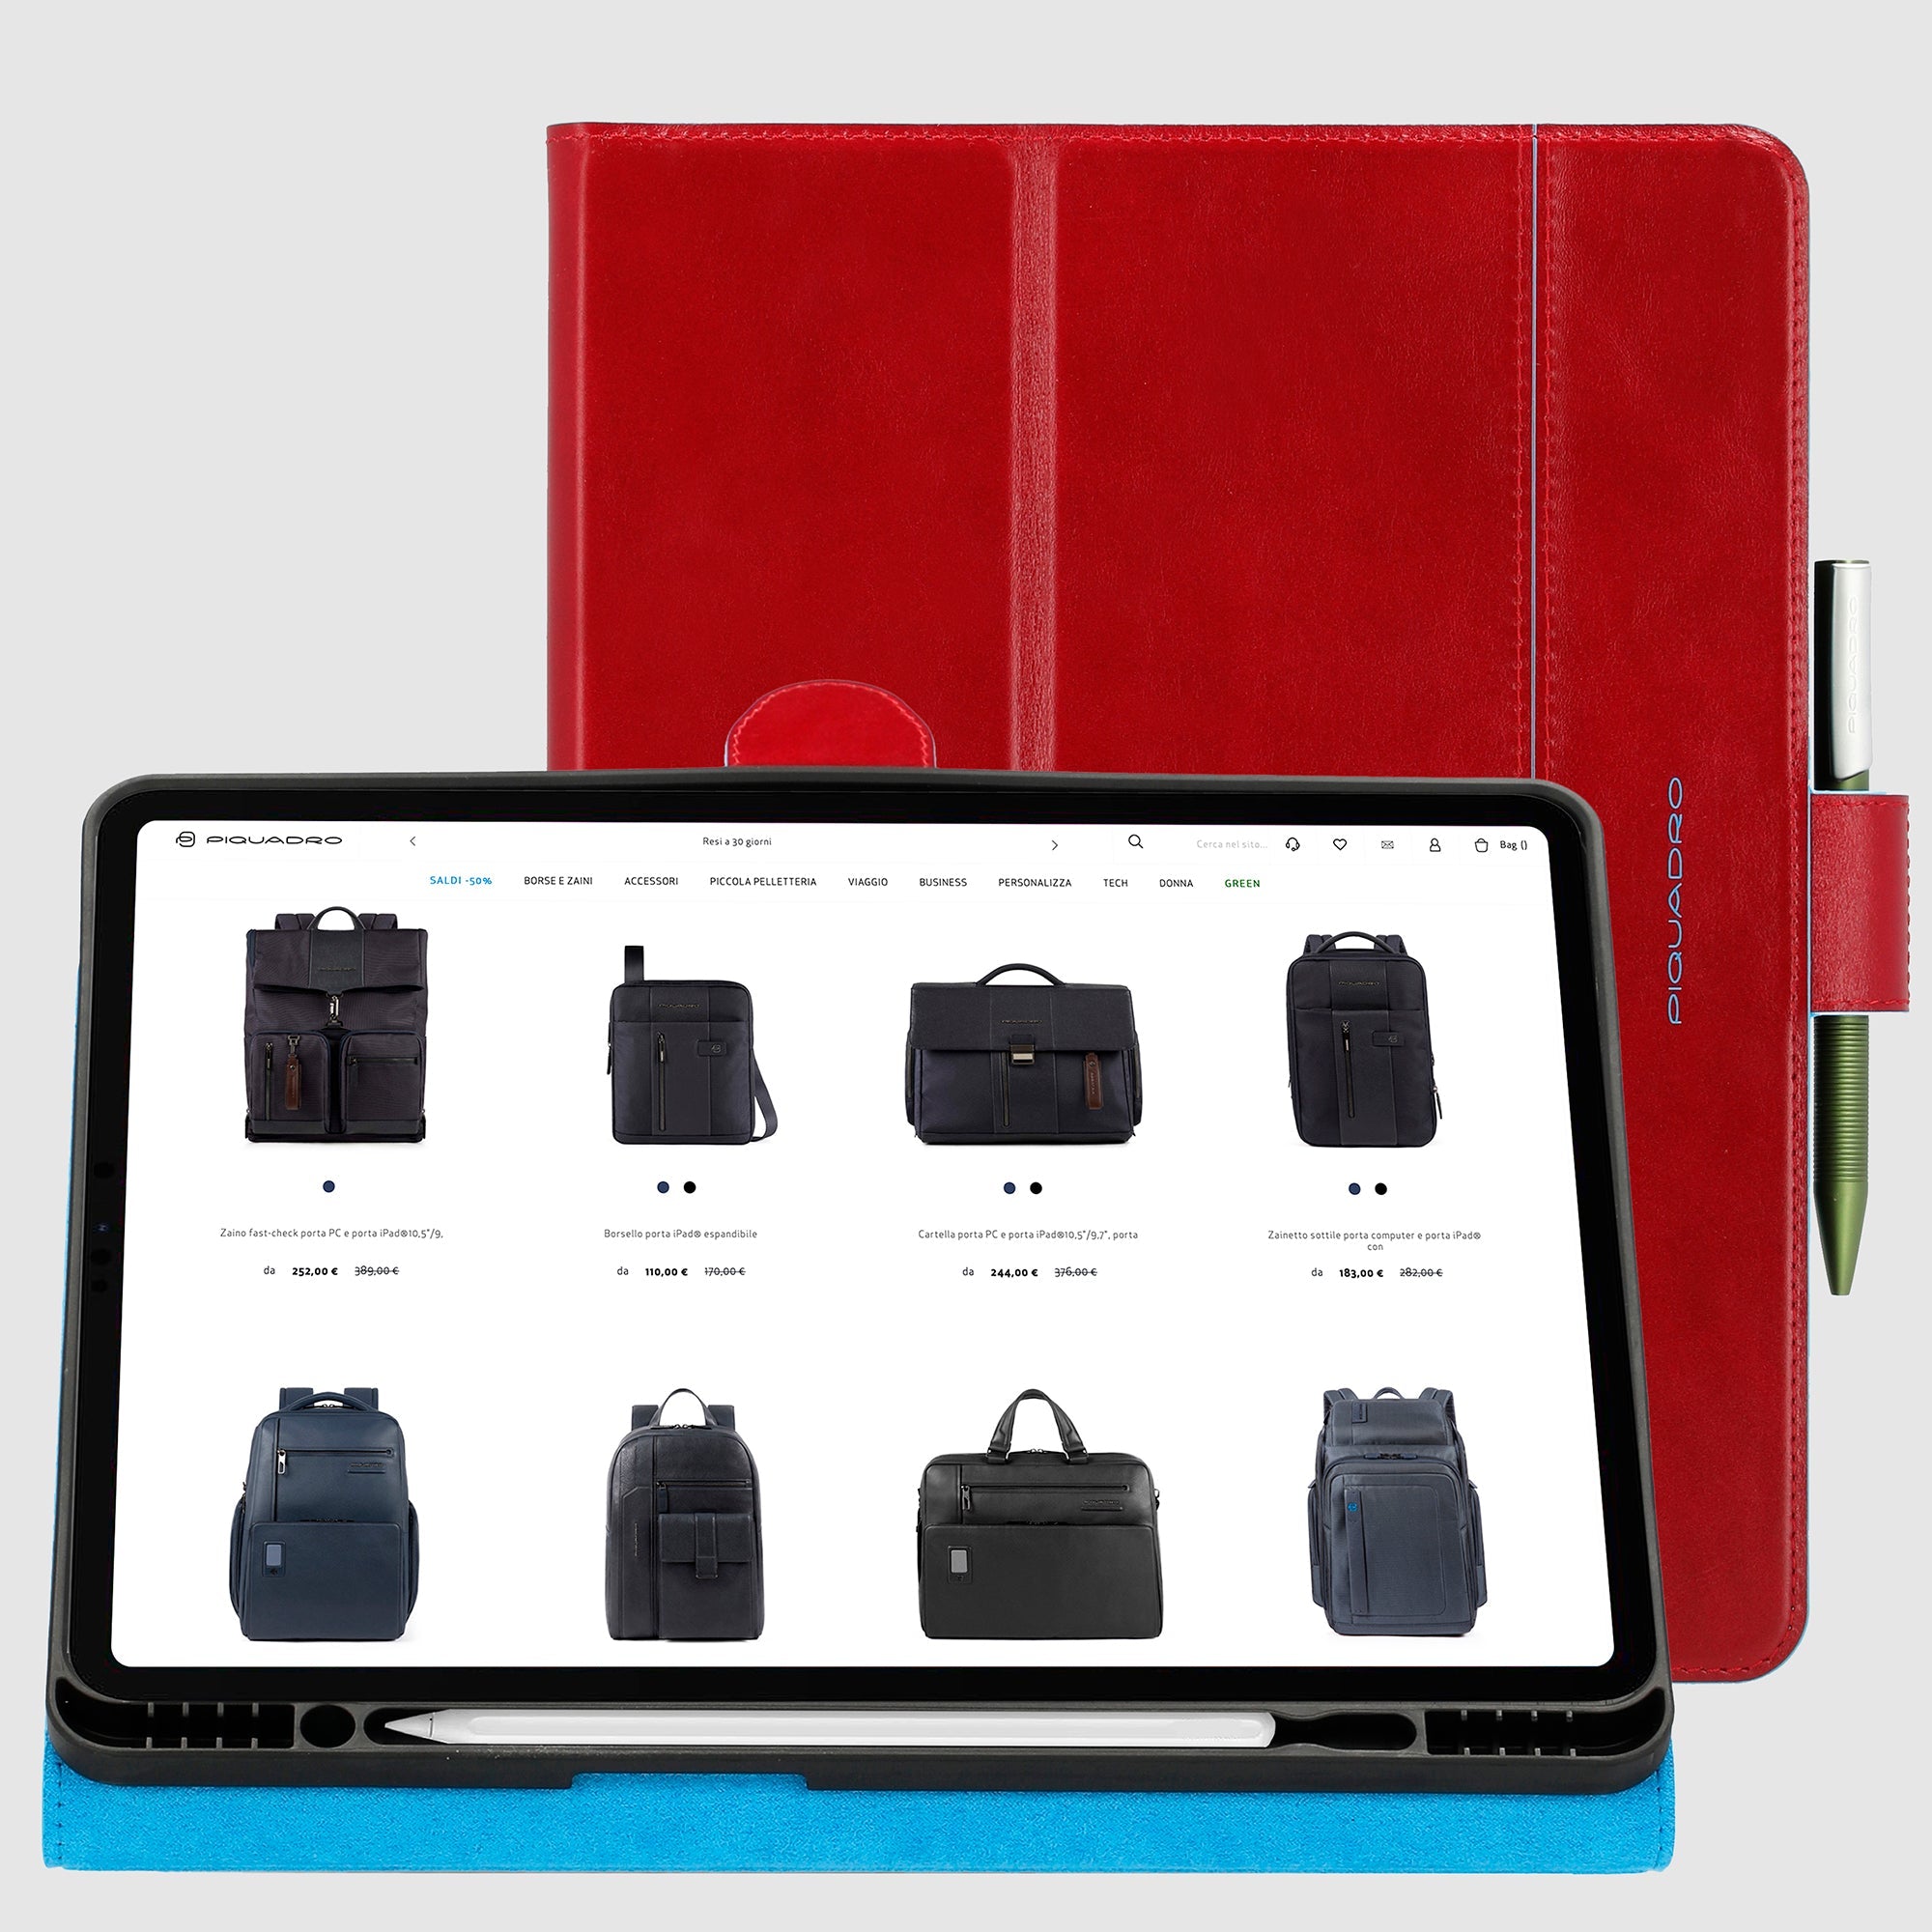 PIQUADRO
PIQUADRO
PIQUADRO
Resi a 30 giorni
Cerca nel sito...
Bag ()
SALDI -50%
BORSE E ZAINI
ACCESSORI
PICCOLA PELLETTERIA
VIAGGIO
BUSINESS
PERSONALIZZA
TECH
DONNA
GREEN
Zaino fast-check porta PC e porta iPad®10,5"/9,
da 252,00 € 389,00 €
Borsello porta iPad® espandibile
da 110,00 € 170,00 €
Cartella porta PC e porta iPad®10,5"/9,7", porta
da 244,00 € 376,00 €
Zainetto sottile porta computer e porta iPad®
con
da 183,00 € 282,00 €